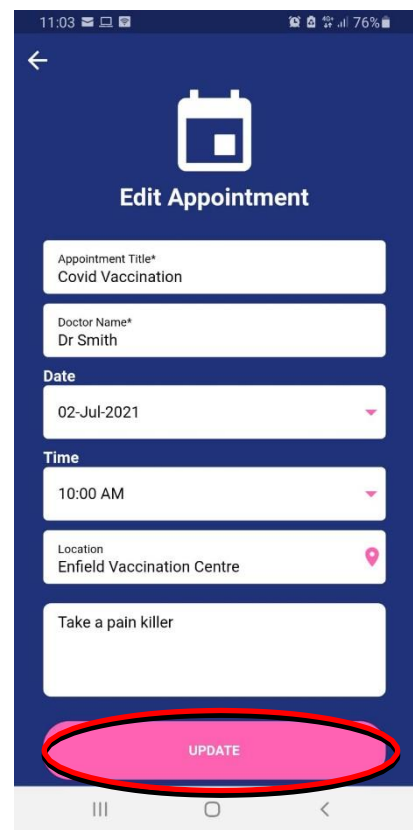 11:03 76%
Edit Appointment
Appointment Title*
Covid Vaccination
Doctor Name*
Dr Smith
Date
02-Jul-2021
Time
10:00 AM
Location
Enfield Vaccination Centre
Take a pain killer
UPDATE